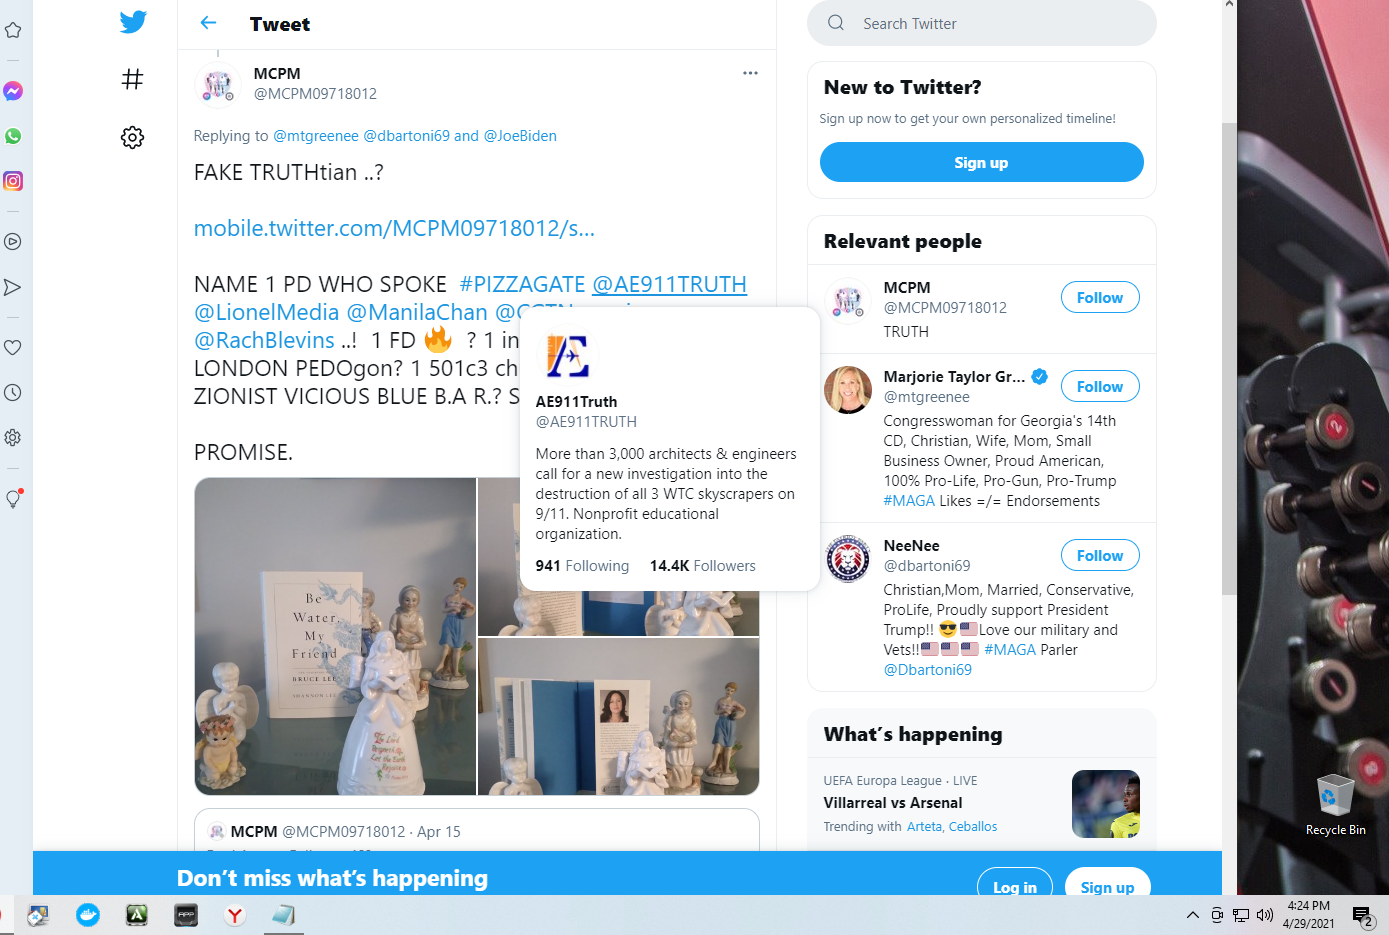 Tweet
MCPM
@MCPM09718012
Replying to @mtgreenee @dbartoni69 and @JoeBiden
FAKE TRUTHtian ..?
mobile.twitter.com/MCPM09718012/s...
NAME 1 PD WHO SPOKE #PIZZAGATE @AE911TRUTH
@LionelMedia @ManilaChan
@RachBlevins ..! 1 FD 🔥 ? 1 in
LONDON PEDOgon? 1 501c3 ch
ZIONIST VICIOUS BLUE B.A R.? S
PROMISE.
AE911Truth
@AE911TRUTH
More than 3,000 architects & engineers
call for a new investigation into the
destruction of all 3 WTC skyscrapers on
9/11. Nonprofit educational
organization.
941 Following 14.4K Followers
Be
Water,
My
Friend
BRUCE LEE
SHANNON LEE
MCPM @MCPM09718012 · Apr 15
Search Twitter
New to Twitter?
Sign up now to get your own personalized timeline!
Sign up
Relevant people
MCPM
@MCPM09718012
Follow
TRUTH
Marjorie Taylor Gr...
@mtgreenee
Follow
Congresswoman for Georgia's 14th
CD, Christian, Wife, Mom, Small
Business Owner, Proud American,
100% Pro-Life, Pro-Gun, Pro-Trump
#MAGA Likes =/= Endorsements
NeeNee
@dbartoni69
Follow
Christian,Mom, Married, Conservative,
ProLife, Proudly support President
Trump!! 😎🇺🇸Love our military and
Vets!!🇺🇸🇺🇸🇺🇸 #MAGA Parler
@Dbartoni69
What's happening
UEFA Europa League · LIVE
Villarreal vs Arsenal
Trending with Arteta, Ceballos
Don't miss what's happening
Log in
Sign up
Recycle Bin
4:24 PM
4/29/2021
2